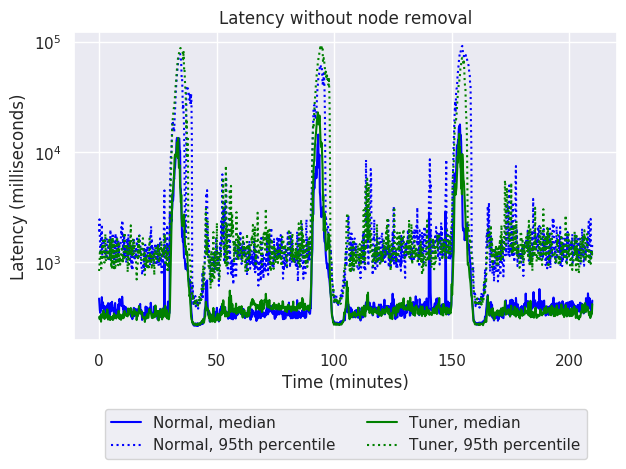 Latency without node removal
Latency (milliseconds)
10^5
10^4
10^3
0 50 100 150 200
Time (minutes)
Normal, median Tuner, median
Normal, 95th percentile Tuner, 95th percentile